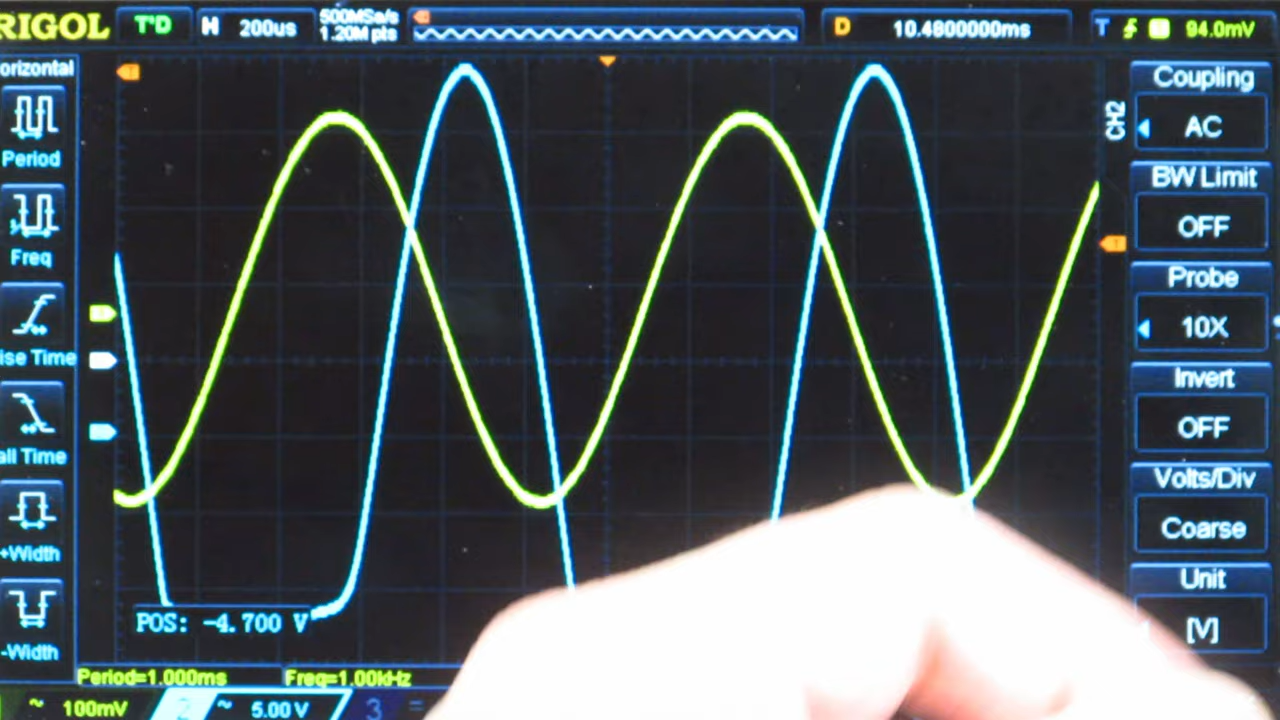 RIGOL T'D H 200us 500MSa/s 1.20M pts D 10.4800000ms T 94.0mV
orizontal
Period
Freq
ise Time
all Time
+Width
-Width
CH2
Coupling
AC
BW Limit
OFF
Probe
10X
Invert
OFF
Volts/Div
Coarse
Unit
[V]
POS: -4.700 V
Period=1.000ms Freq=1.00kHz
~ 100mV 2 ~ 5.00 V 3 =